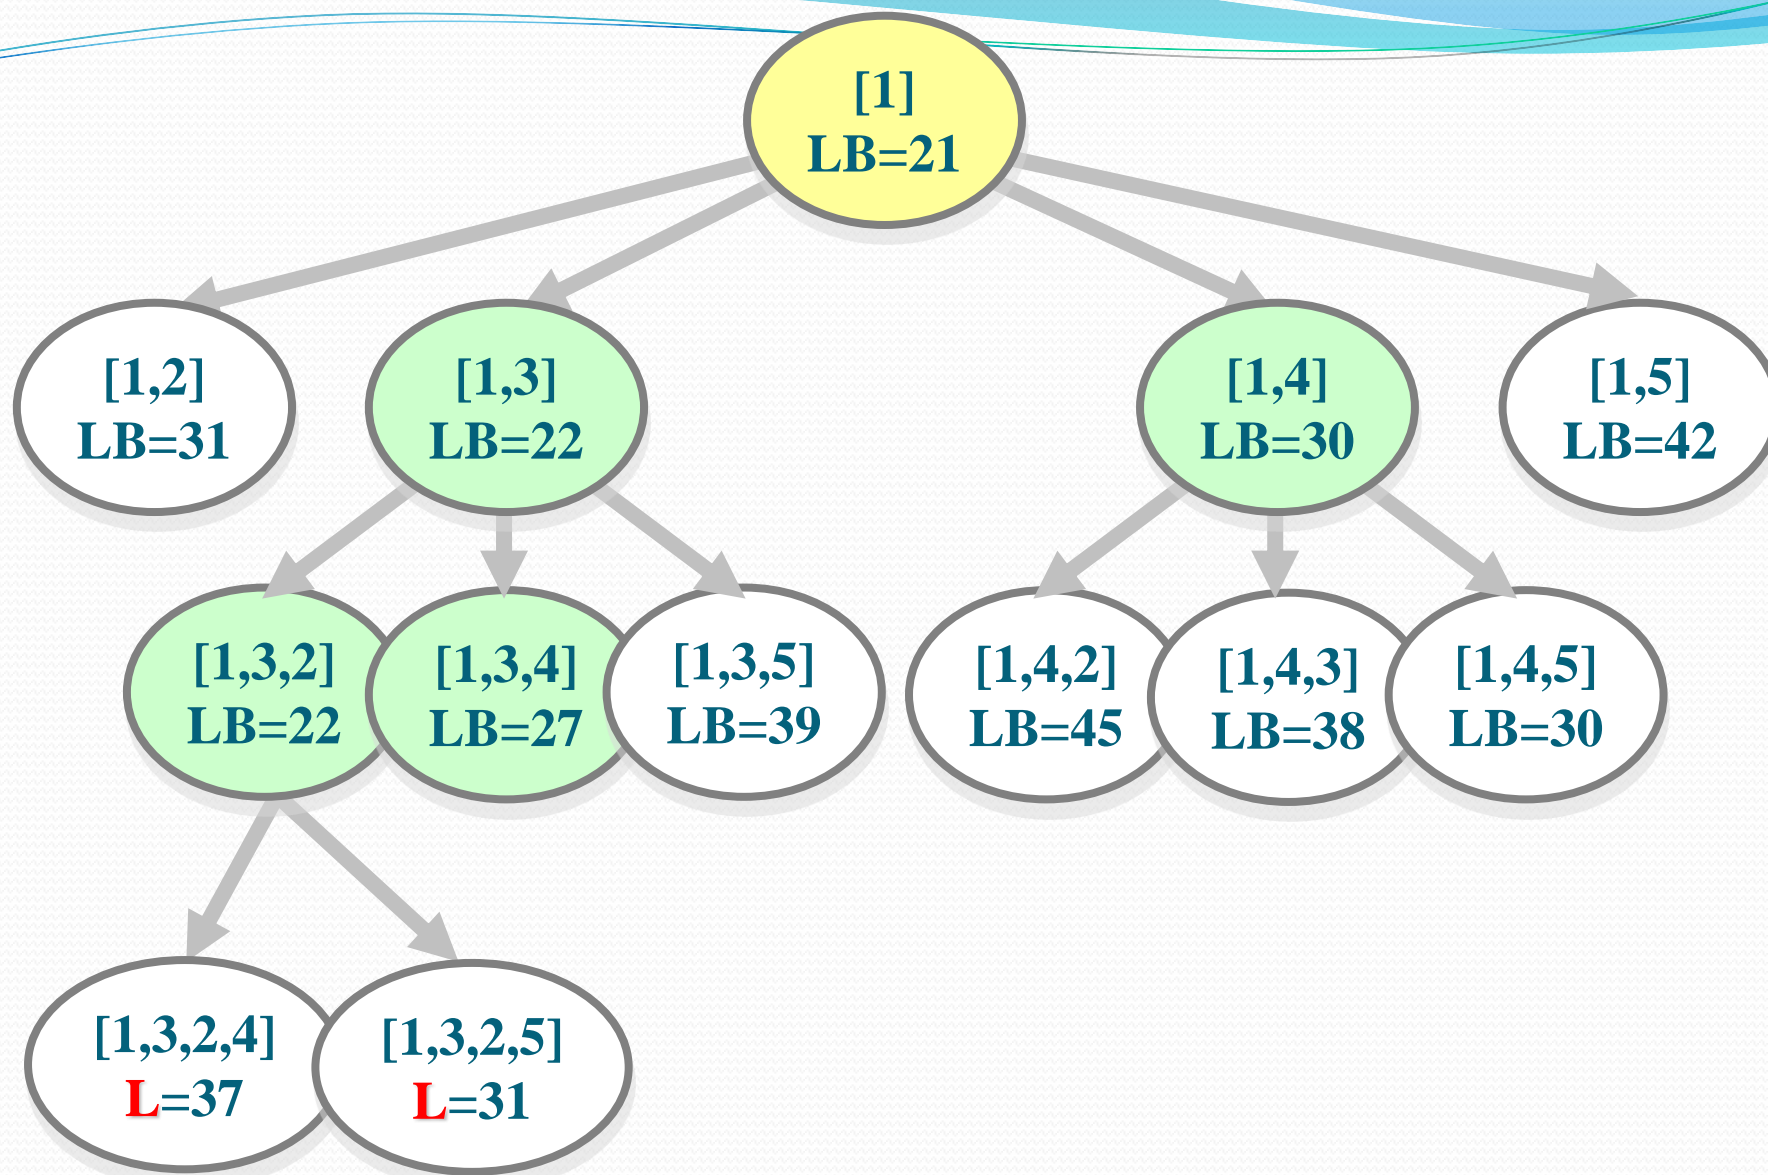 [1]
LB=21
[1,2]
LB=31
[1,3]
LB=22
[1,4]
LB=30
[1,5]
LB=42
[1,3,2]
LB=22
[1,3,4]
LB=27
[1,3,5]
LB=39
[1,4,2]
LB=45
[1,4,3]
LB=38
[1,4,5]
LB=30
[1,3,2,4]
L=37
[1,3,2,5]
L=31